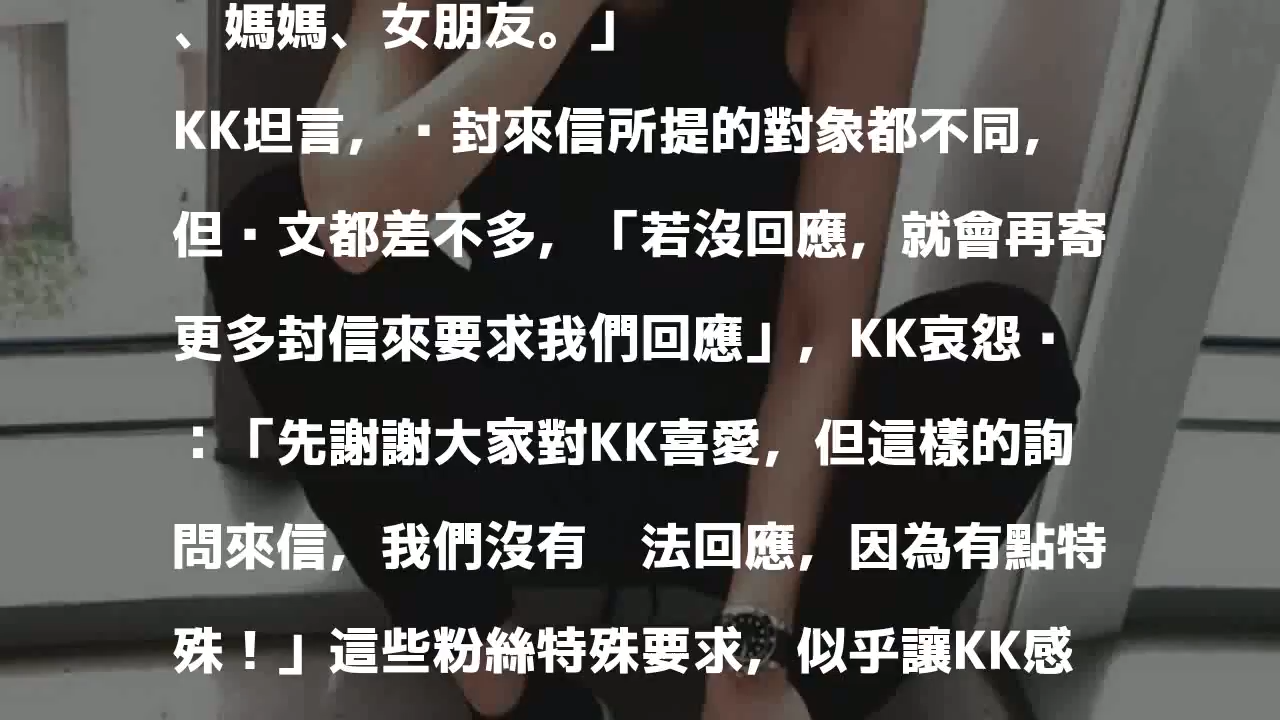 、媽媽、女朋友。」
KK坦言，▪封來信所提的對象都不同，
但▪文都差不多，「若沒回應，就會再寄
更多封信來要求我們回應」，KK哀怨▪
：「先謝謝大家對KK喜愛，但這樣的詢
問來信，我們沒有　法回應，因為有點特
殊！」這些粉絲特殊要求，似乎讓KK感